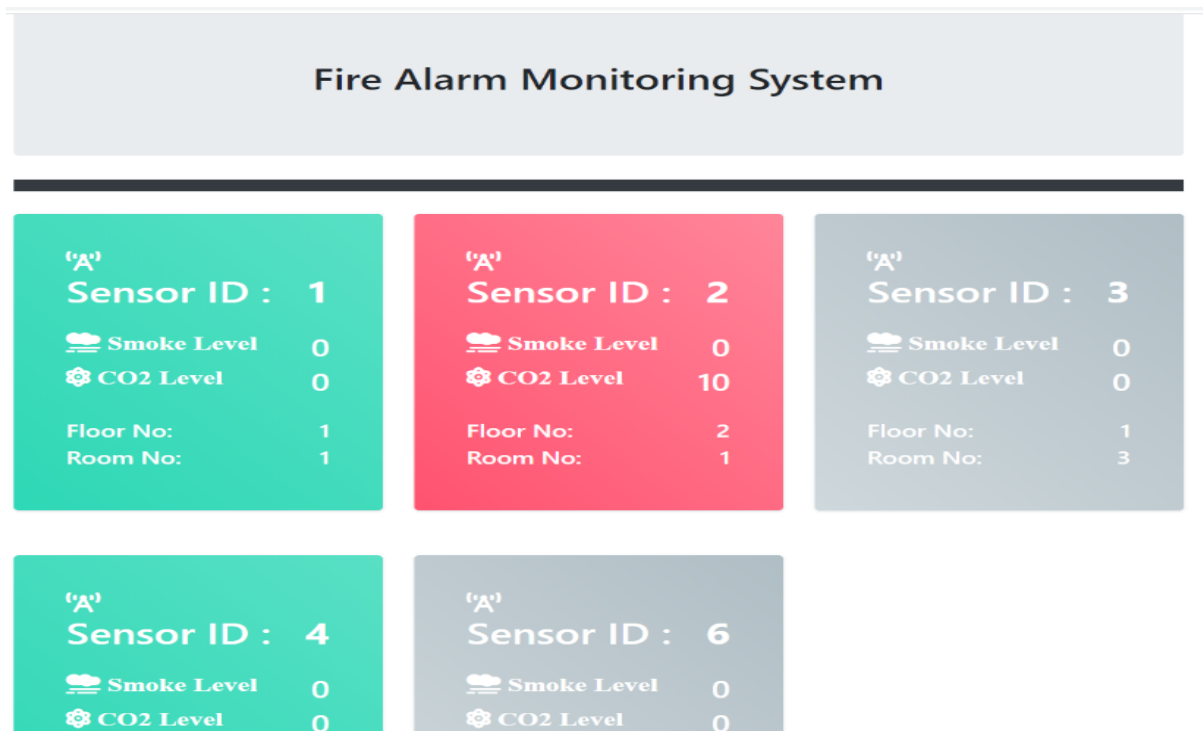 Fire Alarm Monitoring System
Sensor ID : 1
Smoke Level 0
CO2 Level 0
Floor No: 1
Room No: 1
Sensor ID : 2
Smoke Level 0
CO2 Level 10
Floor No: 2
Room No: 1
Sensor ID : 3
Smoke Level 0
CO2 Level 0
Floor No: 1
Room No: 3
Sensor ID : 4
Smoke Level 0
CO2 Level 0
Sensor ID : 6
Smoke Level 0
CO2 Level 0